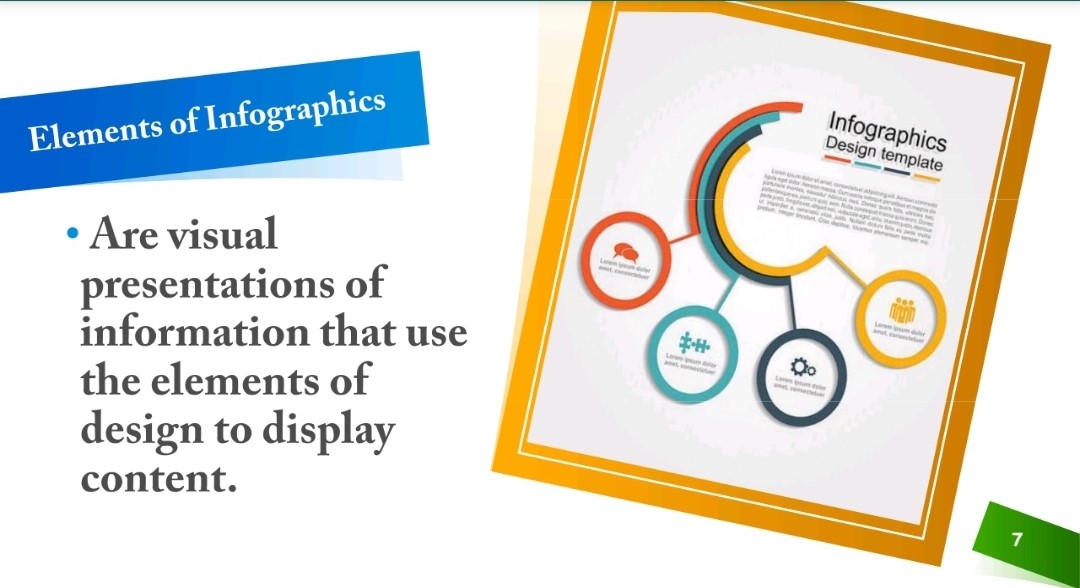 Elements of Infographics
• Are visual
presentations of
information that use
the elements of
design to display
content.
Infographics
Design template
Lorem ipsum dolor
amet, consectetuer
Lorem ipsum dolor
amet, consectetuer
Lorem ipsum dolor
amet, consectetuer
Lorem ipsum dolor
amet, consectetuer
7